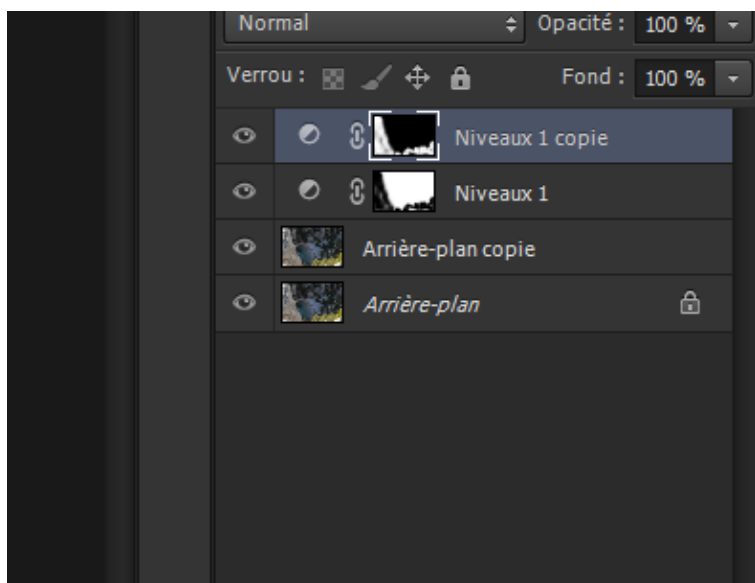 Normal Opacité : 100 %
Verrou : Fond : 100 %
Niveaux 1 copie
Niveaux 1
Arrière-plan copie
Arrière-plan